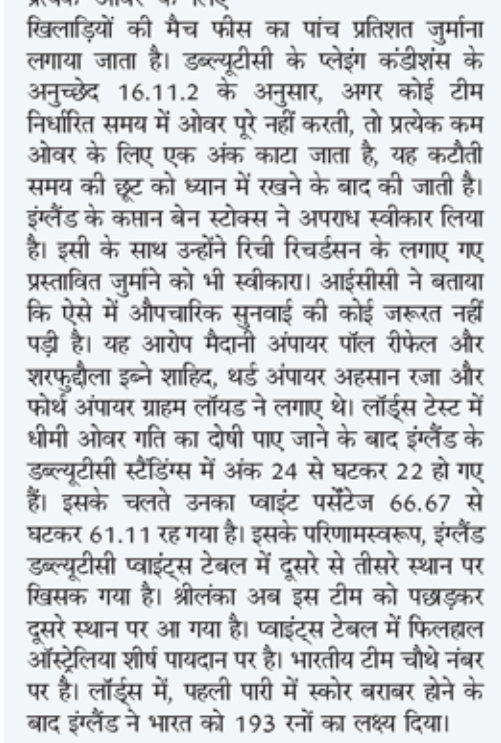 खिलाड़ियों की मैच फीस का पांच प्रतिशत जुर्माना
लगाया जाता है। डब्ल्यूटीसी के प्लेइंग कंडीशंस के
अनुच्छेद 16.11.2 के अनुसार, अगर कोई टीम
निर्धारित समय में ओवर पूरे नहीं करती, तो प्रत्येक कम
ओवर के लिए एक अंक काटा जाता है, यह कटौती
समय की छूट को ध्यान में रखने के बाद की जाती है।
इंग्लैंड के कप्तान बेन स्टोक्स ने अपराध स्वीकार लिया
है। इसी के साथ उन्होंने रिची रिचर्डसन के लगाए गए
प्रस्तावित जुर्माने को भी स्वीकारा। आईसीसी ने बताया
कि ऐसे में औपचारिक सुनवाई की कोई जरूरत नहीं
पड़ी है। यह आरोप मैदानी अंपायर पॉल रीफेल और
शरफुद्दौला इब्ने शाहिद, थर्ड अंपायर अहसान रजा और
फोर्थ अंपायर ग्राहम लॉयड ने लगाए थे। लॉर्ड्स टेस्ट में
धीमी ओवर गति का दोषी पाए जाने के बाद इंग्लैंड के
डब्ल्यूटीसी स्टैंडिंग्स में अंक 24 से घटकर 22 हो गए
हैं। इसके चलते उनका प्वाइंट पर्सेंटेज 66.67 से
घटकर 61.11 रह गया है। इसके परिणामस्वरूप, इंग्लैंड
डब्ल्यूटीसी प्वाइंट्स टेबल में दूसरे से तीसरे स्थान पर
खिसक गया है। श्रीलंका अब इस टीम को पछाड़कर
दूसरे स्थान पर आ गया है। प्वाइंट्स टेबल में फिलहाल
ऑस्ट्रेलिया शीर्ष पायदान पर है। भारतीय टीम चौथे नंबर
पर है। लॉर्ड्स में, पहली पारी में स्कोर बराबर होने के
बाद इंग्लैंड ने भारत को 193 रनों का लक्ष्य दिया।